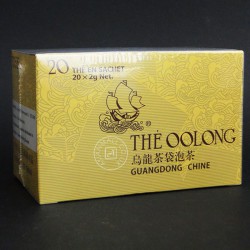 20 THÉ EN SACHET
20 × 2g Net.
®
THÉ OOLONG
烏龍茶袋泡茶
GUANGDONG CHINE